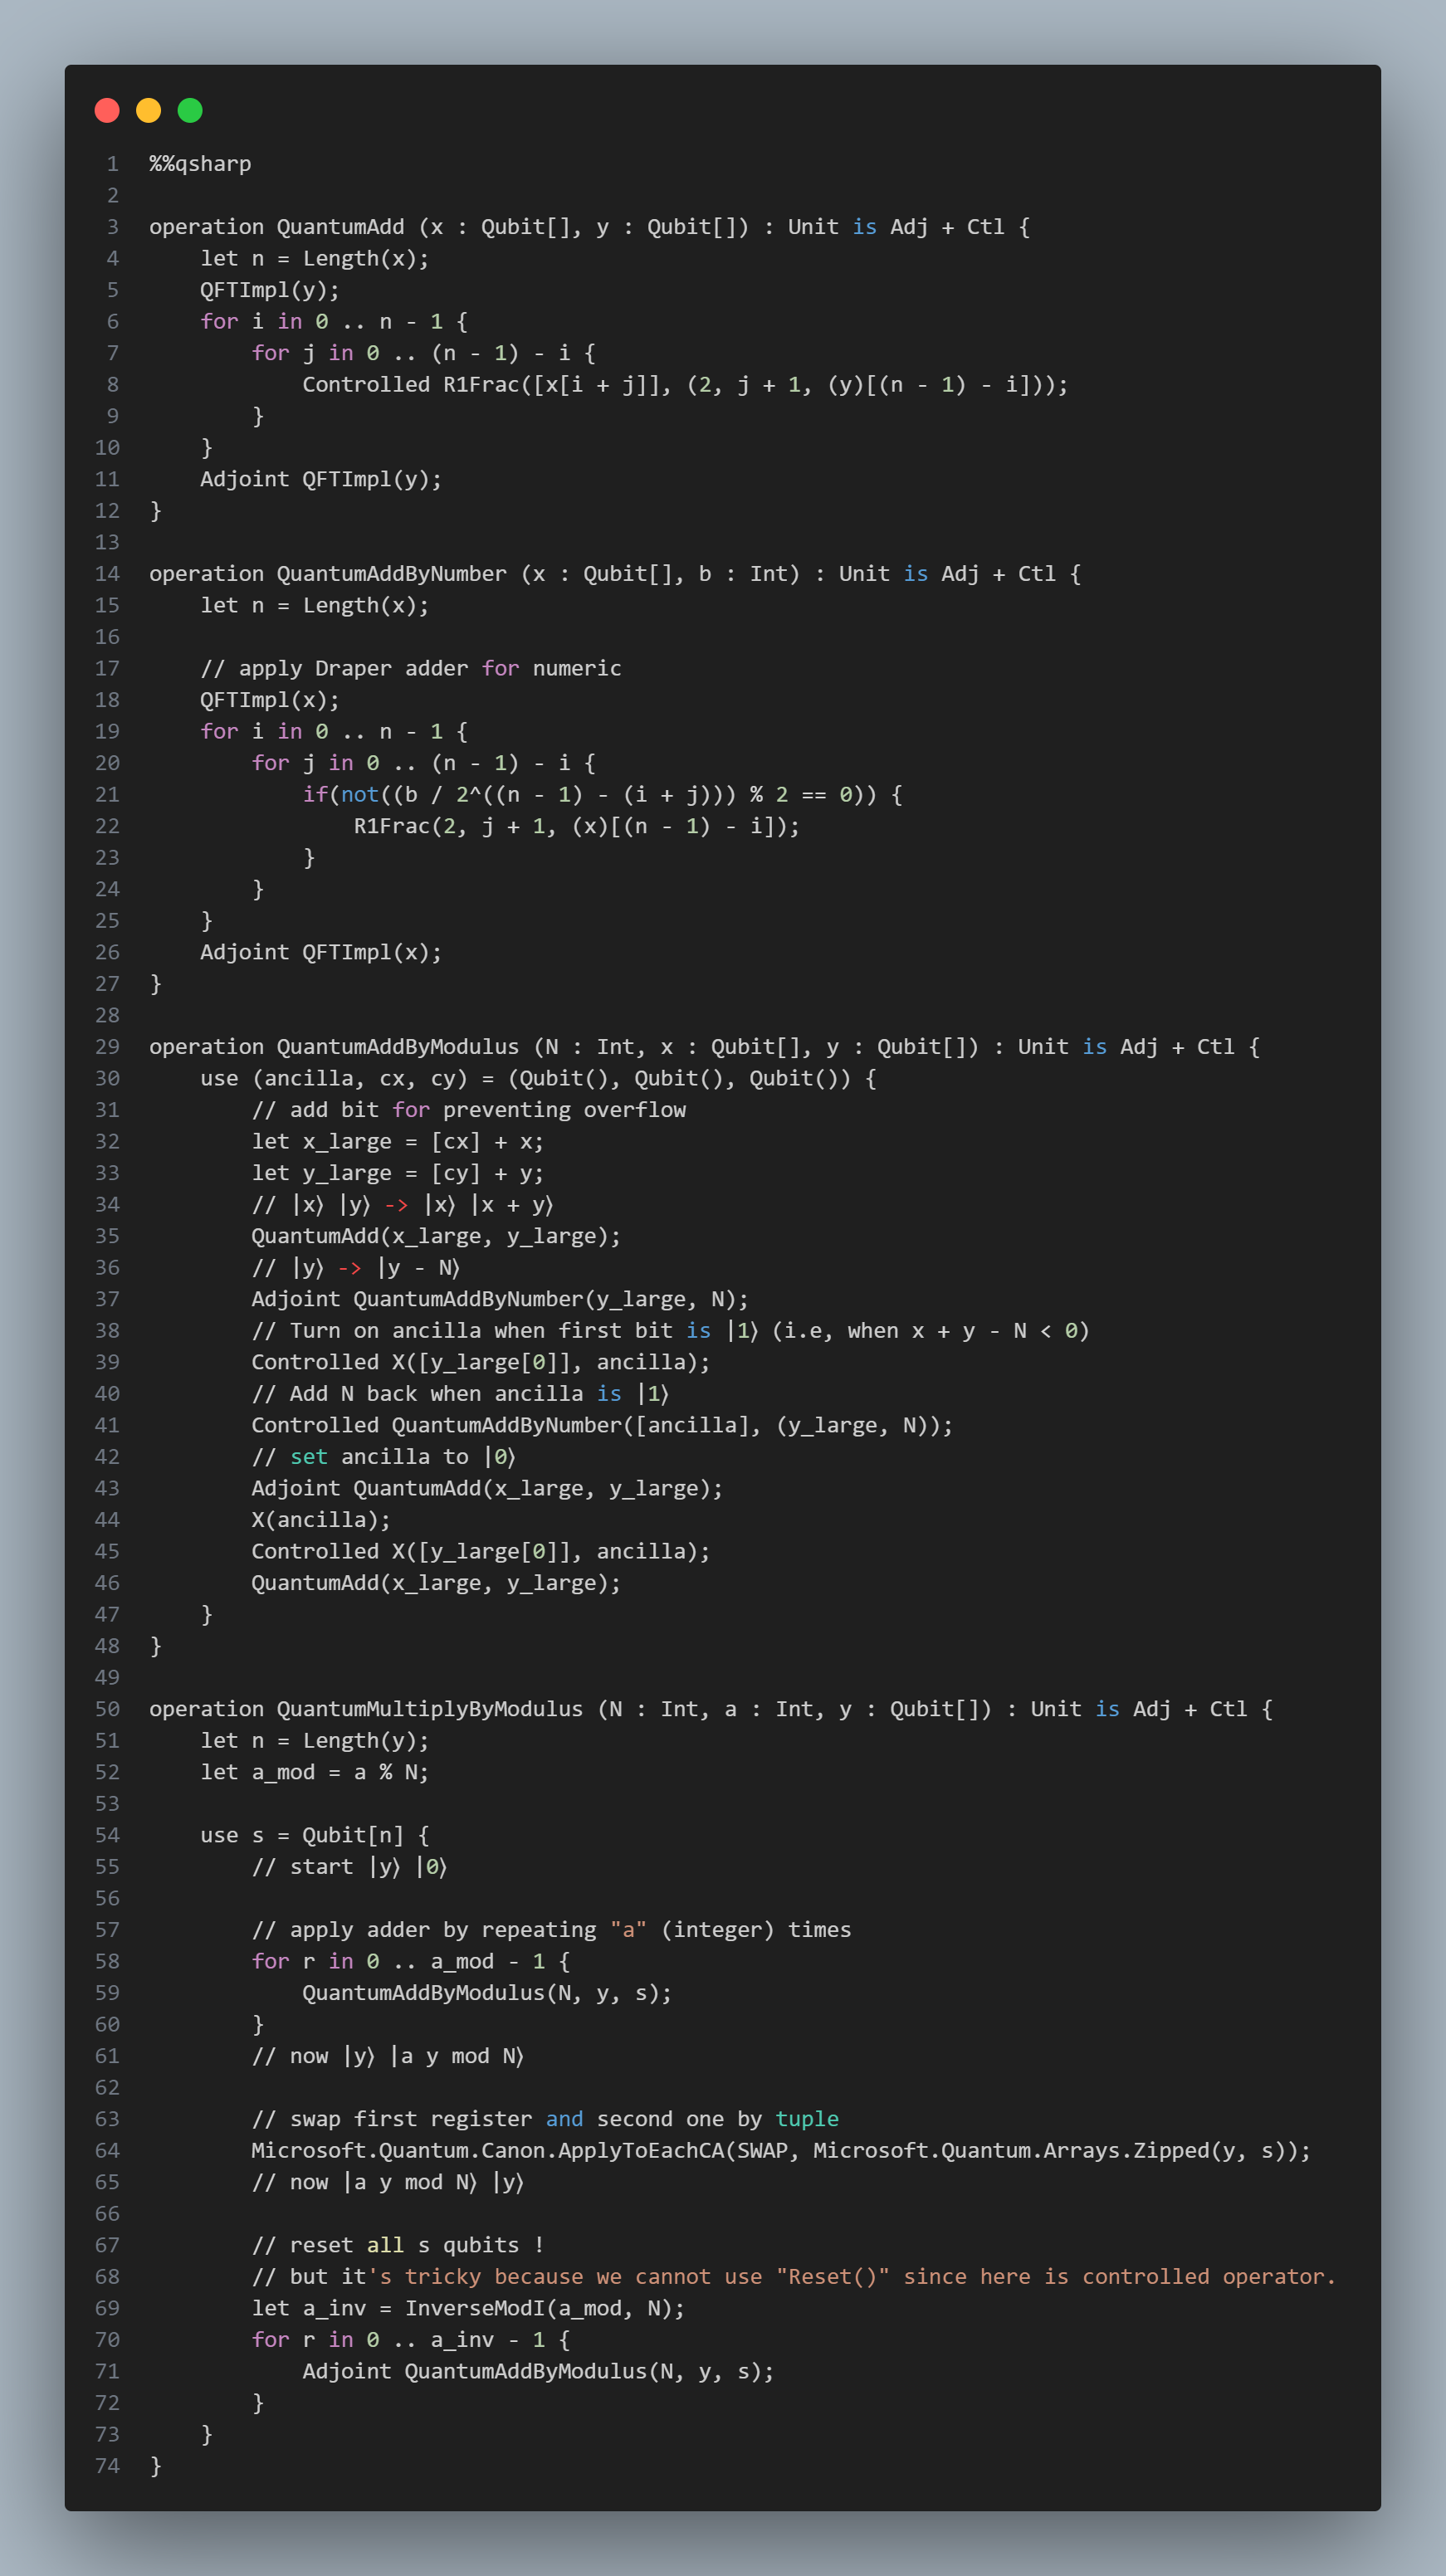 1 %%qsharp
2
3 operation QuantumAdd (x : Qubit[], y : Qubit[]) : Unit is Adj + Ctl {
4     let n = Length(x);
5     QFTImpl(y);
6     for i in 0 .. n - 1 {
7         for j in 0 .. (n - 1) - i {
8             Controlled R1Frac([x[i + j]], (2, j + 1, (y)[(n - 1) - i]));
9         }
10     }
11     Adjoint QFTImpl(y);
12 }
13
14 operation QuantumAddByNumber (x : Qubit[], b : Int) : Unit is Adj + Ctl {
15     let n = Length(x);
16
17     // apply Draper adder for numeric
18     QFTImpl(x);
19     for i in 0 .. n - 1 {
20         for j in 0 .. (n - 1) - i {
21             if(not((b / 2^((n - 1) - (i + j))) % 2 == 0)) {
22                 R1Frac(2, j + 1, (x)[(n - 1) - i]);
23             }
24         }
25     }
26     Adjoint QFTImpl(x);
27 }
28
29 operation QuantumAddByModulus (N : Int, x : Qubit[], y : Qubit[]) : Unit is Adj + Ctl {
30     use (ancilla, cx, cy) = (Qubit(), Qubit(), Qubit()) {
31         // add bit for preventing overflow
32         let x_large = [cx] + x;
33         let y_large = [cy] + y;
34         // |x⟩ |y⟩ -> |x⟩ |x + y⟩
35         QuantumAdd(x_large, y_large);
36         // |y⟩ -> |y - N⟩
37         Adjoint QuantumAddByNumber(y_large, N);
38         // Turn on ancilla when first bit is |1⟩ (i.e, when x + y - N < 0)
39         Controlled X([y_large[0]], ancilla);
40         // Add N back when ancilla is |1⟩
41         Controlled QuantumAddByNumber([ancilla], (y_large, N));
42         // set ancilla to |0⟩
43         Adjoint QuantumAdd(x_large, y_large);
44         X(ancilla);
45         Controlled X([y_large[0]], ancilla);
46         QuantumAdd(x_large, y_large);
47     }
48 }
49
50 operation QuantumMultiplyByModulus (N : Int, a : Int, y : Qubit[]) : Unit is Adj + Ctl {
51     let n = Length(y);
52     let a_mod = a % N;
53
54     use s = Qubit[n] {
55         // start |y⟩ |0⟩
56
57         // apply adder by repeating "a" (integer) times
58         for r in 0 .. a_mod - 1 {
59             QuantumAddByModulus(N, y, s);
60         }
61         // now |y⟩ |a y mod N⟩
62
63         // swap first register and second one by tuple
64         Microsoft.Quantum.Canon.ApplyToEachCA(SWAP, Microsoft.Quantum.Arrays.Zipped(y, s));
65         // now |a y mod N⟩ |y⟩
66
67         // reset all s qubits !
68         // but it's tricky because we cannot use "Reset()" since here is controlled operator.
69         let a_inv = InverseModI(a_mod, N);
70         for r in 0 .. a_inv - 1 {
71             Adjoint QuantumAddByModulus(N, y, s);
72         }
73     }
74 }